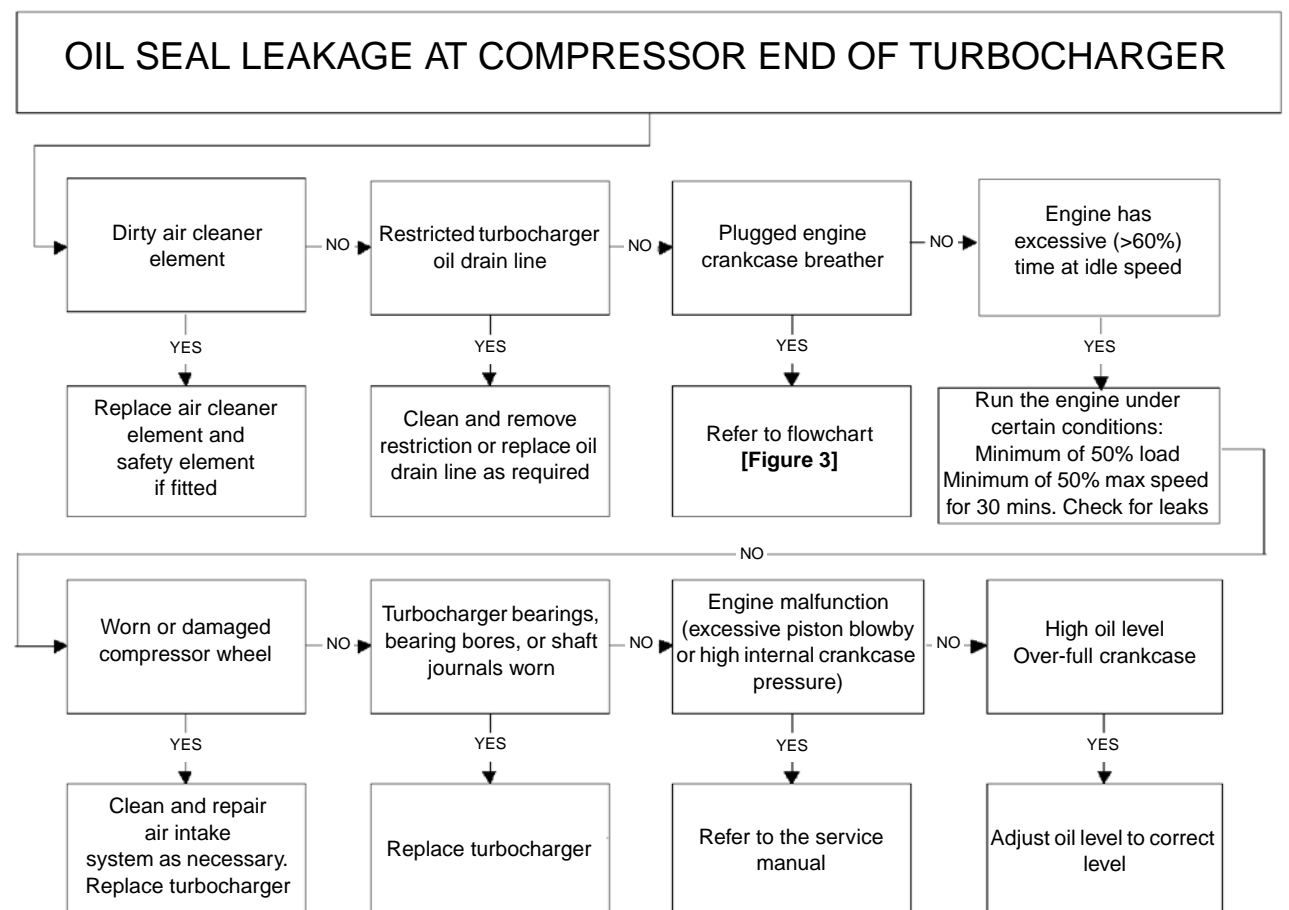 OIL SEAL LEAKAGE AT COMPRESSOR END OF TURBOCHARGER
Dirty air cleaner
element
NO
Restricted turbocharger
oil drain line
NO
Plugged engine
crankcase breather
NO
Engine has
excessive (>60%)
time at idle speed
YES
YES
YES
YES
Replace air cleaner
element and
safety element
if fitted
Clean and remove
restriction or replace oil
drain line as required
Refer to flowchart
[Figure 3]
Run the engine under
certain conditions:
Minimum of 50% load
Minimum of 50% max speed
for 30 mins. Check for leaks
NO
Worn or damaged
compressor wheel
NO
Turbocharger bearings,
bearing bores, or shaft
journals worn
NO
Engine malfunction
(excessive piston blowby
or high internal crankcase
pressure)
NO
High oil level
Over-full crankcase
YES
YES
YES
YES
Clean and repair
air intake
system as necessary.
Replace turbocharger
Replace turbocharger
Refer to the service
manual
Adjust oil level to correct
level